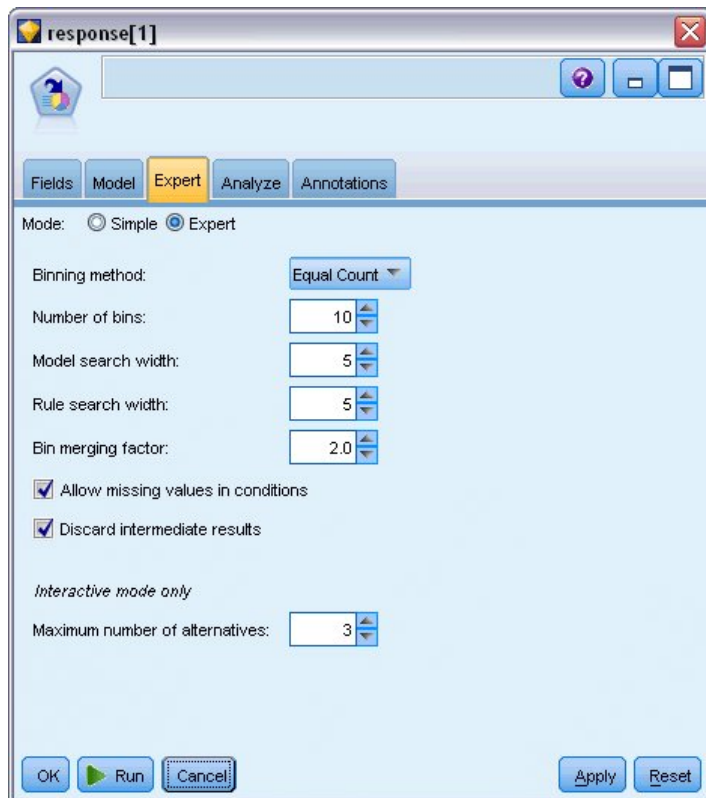 response[1]
Fields Model Expert Analyze Annotations
Mode: Simple Expert
Binning method: Equal Count
Number of bins: 10
Model search width: 5
Rule search width: 5
Bin merging factor: 2.0
Allow missing values in conditions
Discard intermediate results
Interactive mode only
Maximum number of alternatives: 3
OK Run Cancel Apply Reset